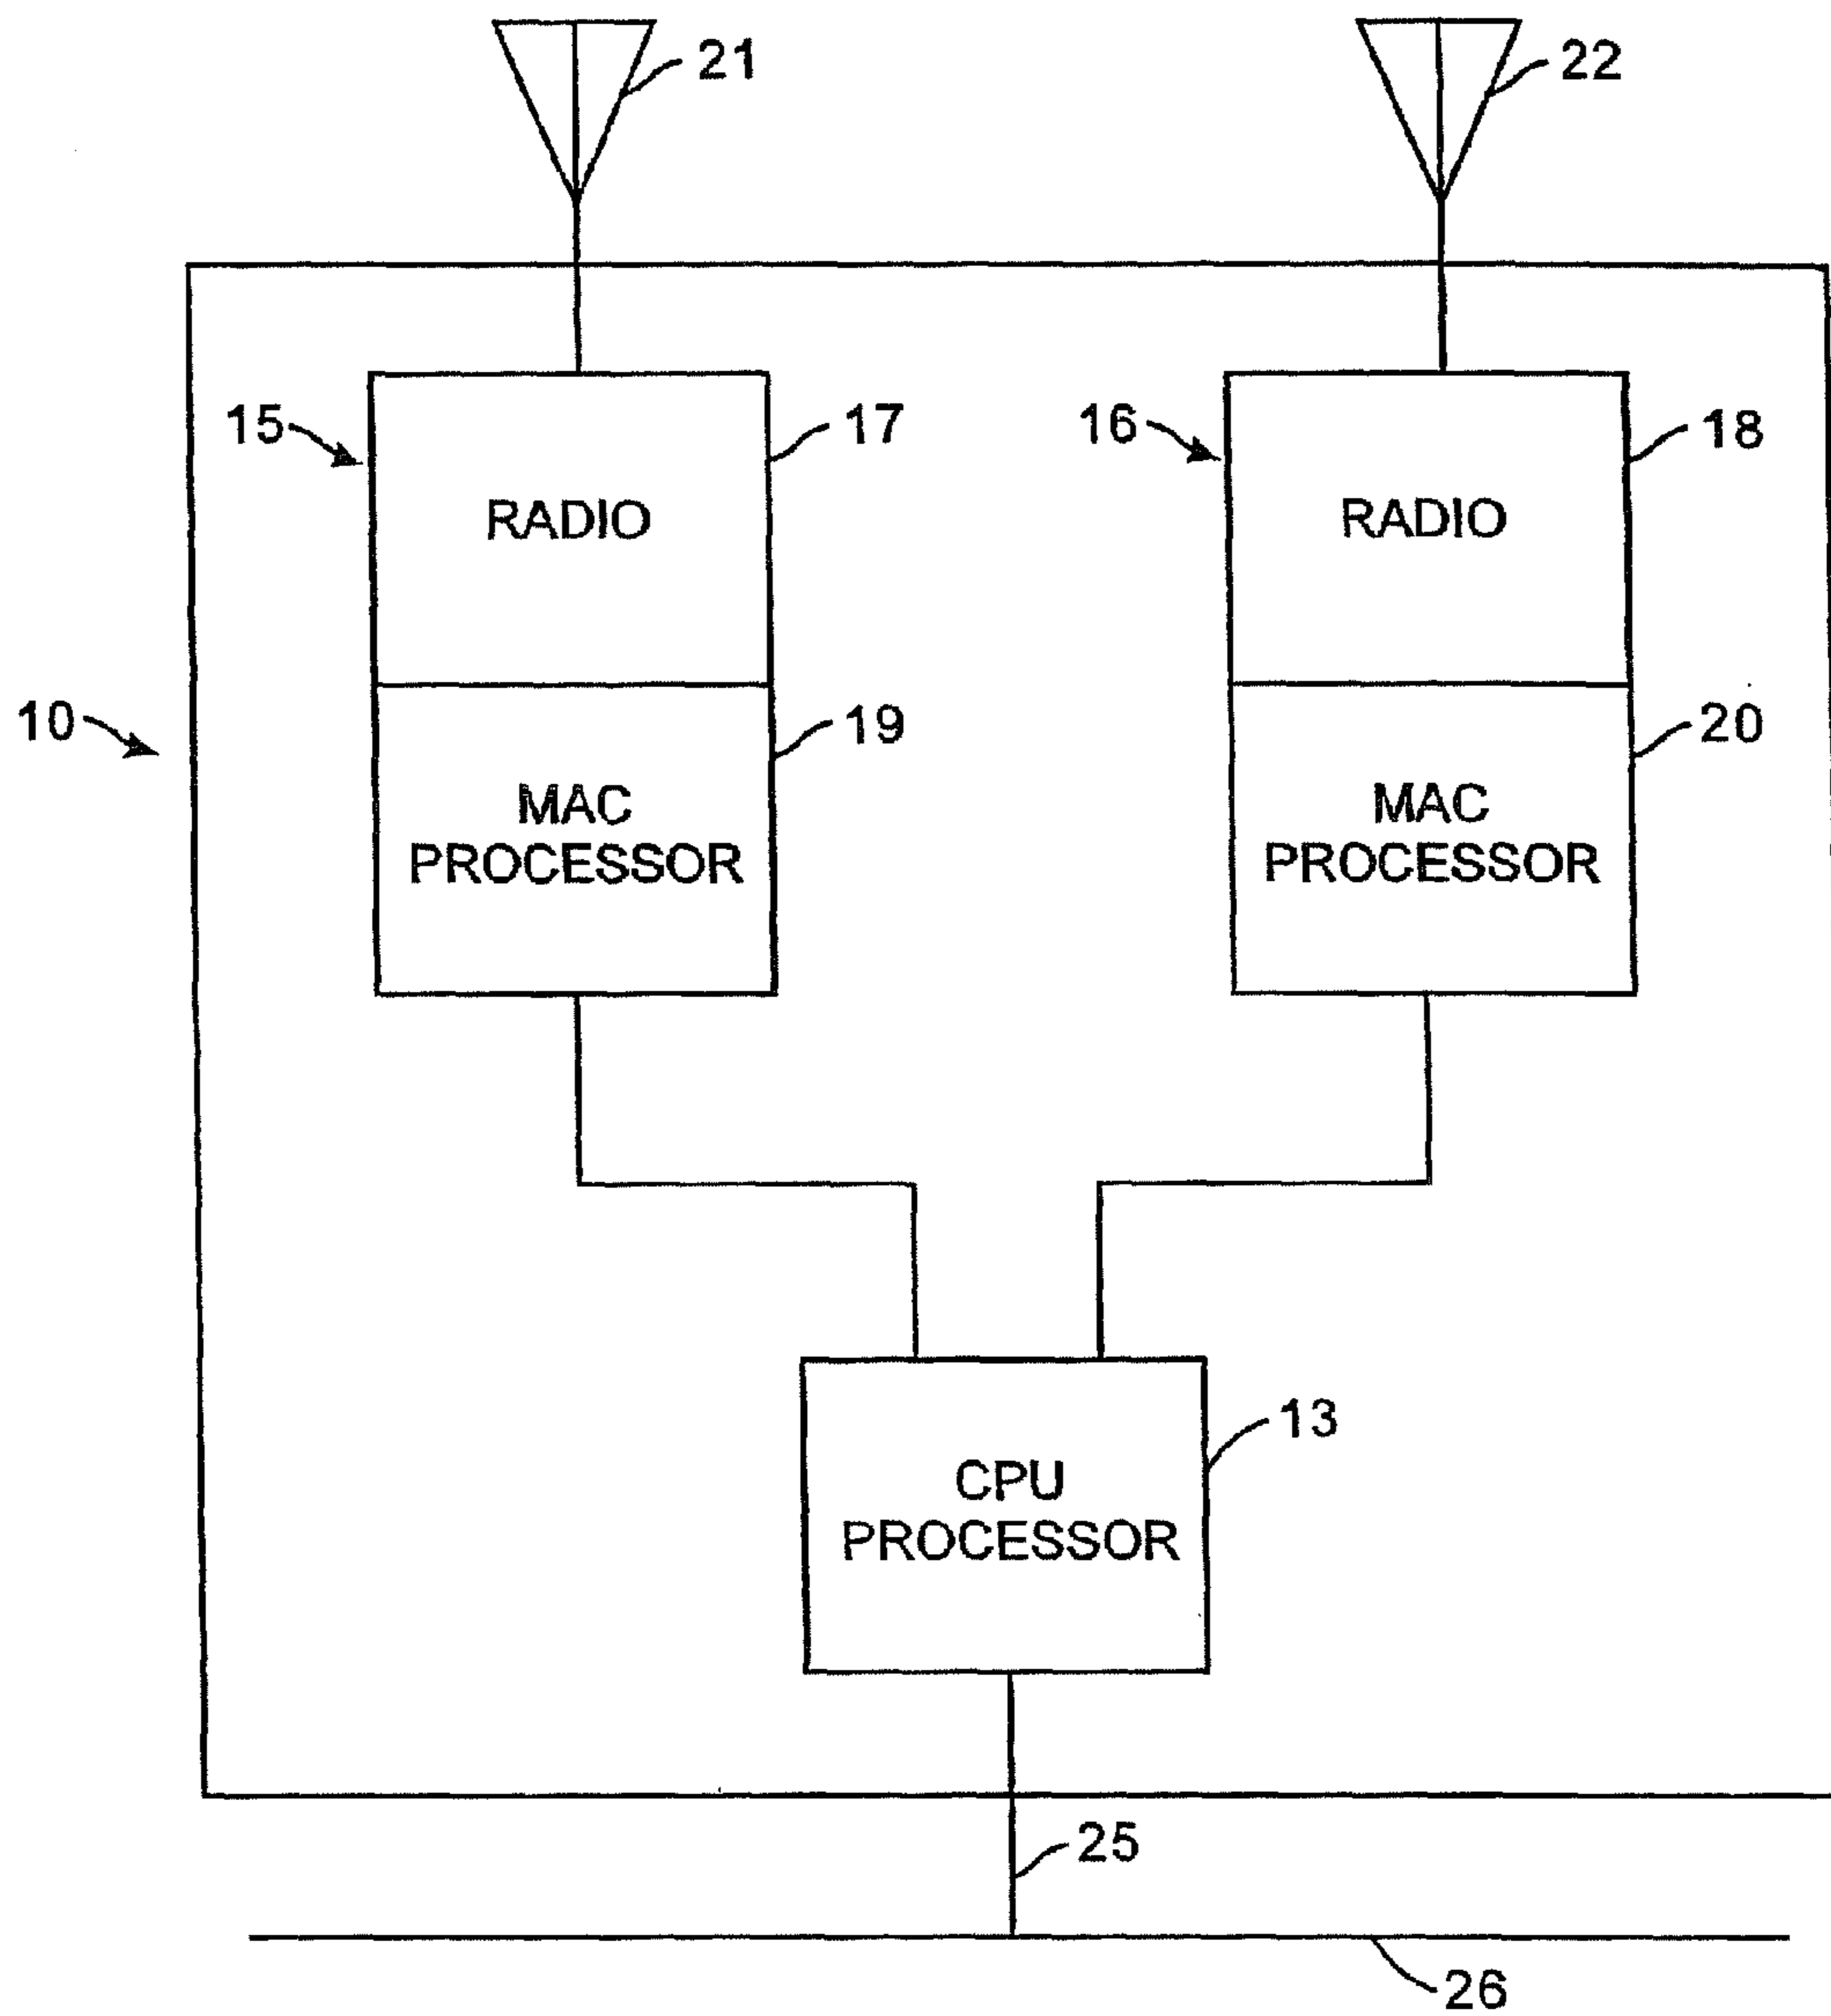 21
22
15
17
16
18
RADIO
RADIO
10
19
20
MAC
PROCESSOR
MAC
PROCESSOR
13
CPU
PROCESSOR
25
26